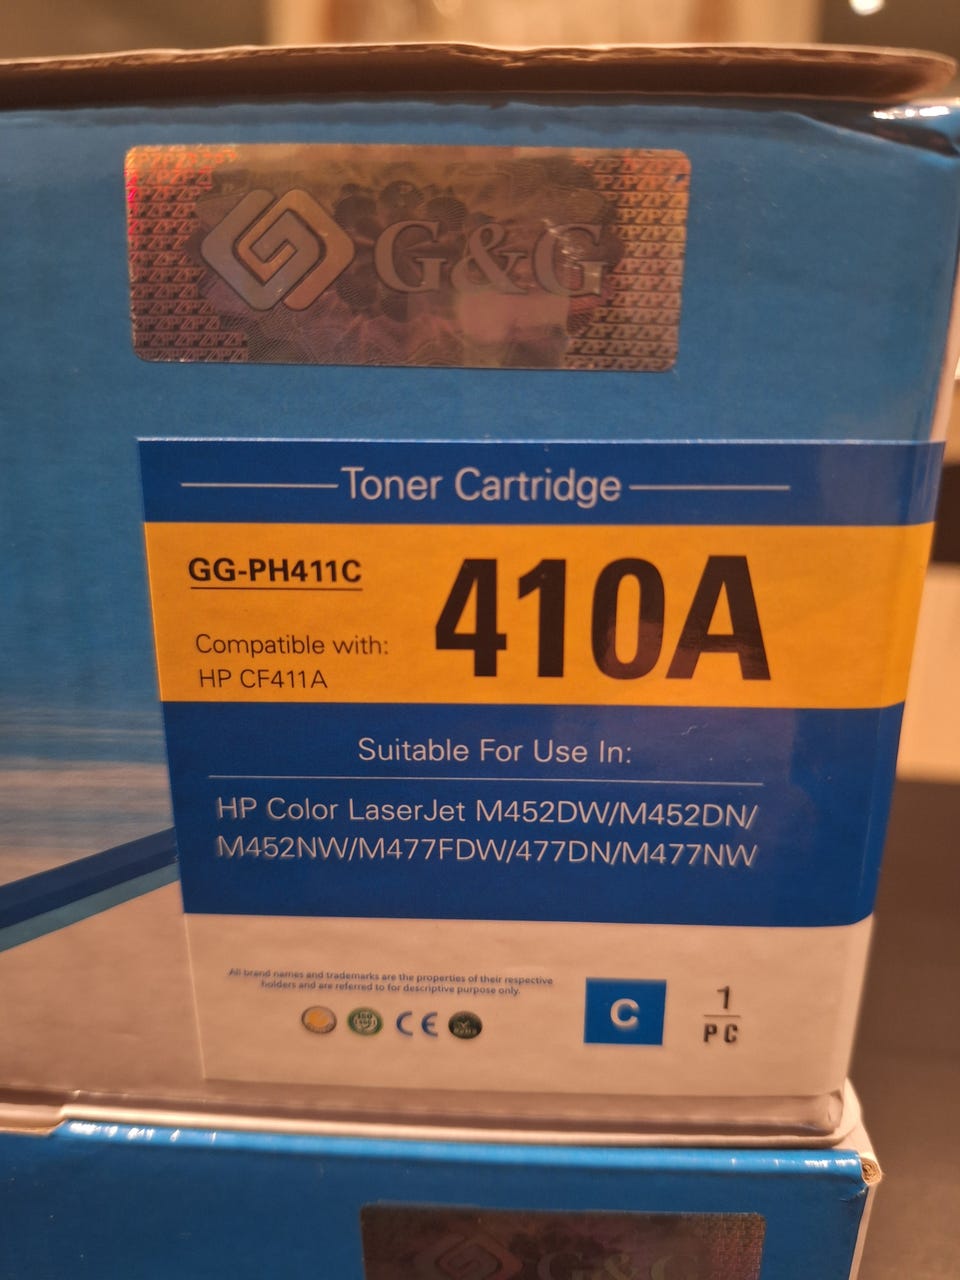 G&G
Toner Cartridge
GG-PH411C
410A
Compatible with:
HP CF411A
Suitable For Use In:
HP Color LaserJet M452DW/M452DN/
M452NW/M477FDW/477DN/M477NW
All brand names and trademarks are the properties of their respective
holders and are referred to for descriptive purpose only.
CE
C
1
PC
G&G